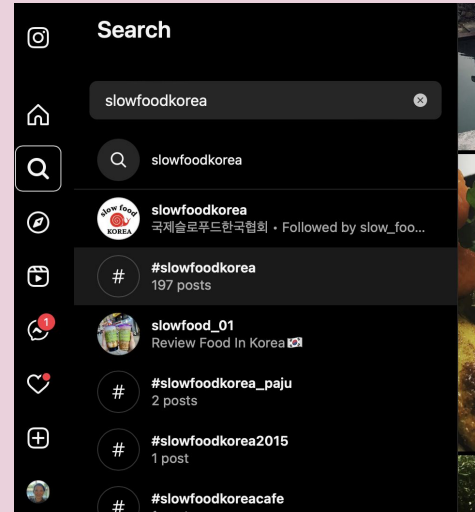 Search
slowfoodkorea
slowfoodkorea
slow food
KOREA
slowfoodkorea
국제슬로푸드한국협회 • Followed by slow_foo...
#
#slowfoodkorea
197 posts
slowfood_01
Review Food In Korea🇰🇷
1
#
#slowfoodkorea_paju
2 posts
#
#slowfoodkorea2015
1 post
#
#slowfoodkoreacafe